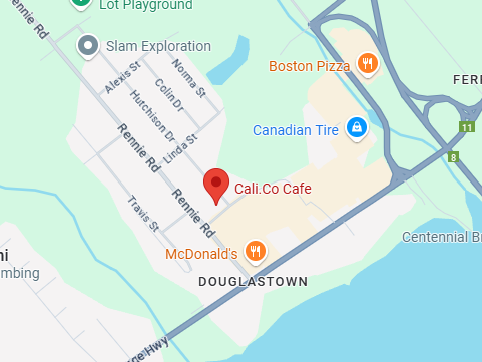 Lot Playground
Rennie Rd
Slam Exploration
Boston Pizza
Norma St
Alexis St
Colin Dr
FER
Hutchison Dr
Canadian Tire
11
Rennie Rd
Linda St
8
Cali.Co Cafe
Rennie Rd
Travis St
Centennial B
McDonald's
mbing
DOUGLASTOWN
Hwy